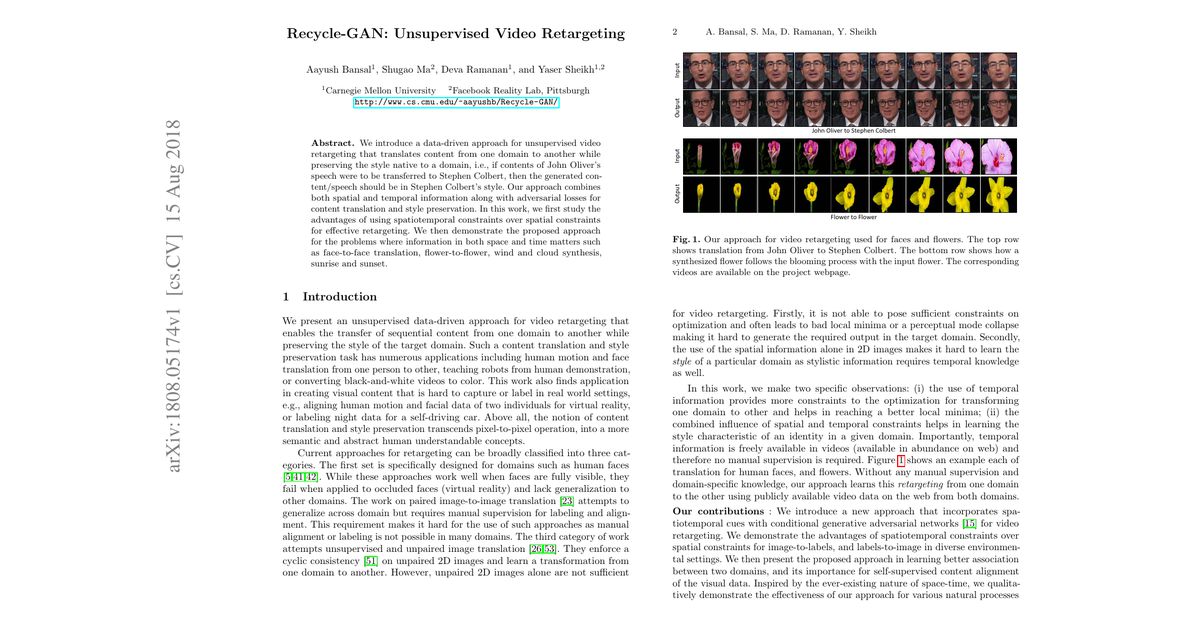 arXiv:1808.05174v1 [cs.CV] 15 Aug 2018
Recycle-GAN: Unsupervised Video Retargeting
Aayush Bansal1, Shugao Ma2, Deva Ramanan1, and Yaser Sheikh1,2
1Carnegie Mellon University 2Facebook Reality Lab, Pittsburgh
http://www.cs.cmu.edu/~aayushb/Recycle-GAN/
Abstract. We introduce a data-driven approach for unsupervised video
retargeting that translates content from one domain to another while
preserving the style native to a domain, i.e., if contents of John Oliver's
speech were to be transferred to Stephen Colbert, then the generated con-
tent/speech should be in Stephen Colbert's style. Our approach combines
both spatial and temporal information along with adversarial losses for
content translation and style preservation. In this work, we first study the
advantages of using spatiotemporal constraints over spatial constraints
for effective retargeting. We then demonstrate the proposed approach
for the problems where information in both space and time matters such
as face-to-face translation, flower-to-flower, wind and cloud synthesis,
sunrise and sunset.
1 Introduction
We present an unsupervised data-driven approach for video retargeting that
enables the transfer of sequential content from one domain to another while
preserving the style of the target domain. Such a content translation and style
preservation task has numerous applications including human motion and face
translation from one person to other, teaching robots from human demonstration,
or converting black-and-white videos to color. This work also finds application
in creating visual content that is hard to capture or label in real world settings,
e.g., aligning human motion and facial data of two individuals for virtual reality,
or labeling night data for a self-driving car. Above all, the notion of content
translation and style preservation transcends pixel-to-pixel operation, into a more
semantic and abstract human understandable concepts.
Current approaches for retargeting can be broadly classified into three cat-
egories. The first set is specifically designed for domains such as human faces
[5,41,42]. While these approaches work well when faces are fully visible, they
fail when applied to occluded faces (virtual reality) and lack generalization to
other domains. The work on paired image-to-image translation [23] attempts to
generalize across domain but requires manual supervision for labeling and align-
ment. This requirement makes it hard for the use of such approaches as manual
alignment or labeling is not possible in many domains. The third category of work
attempts unsupervised and unpaired image translation [26,53]. They enforce a
cyclic consistency [51] on unpaired 2D images and learn a transformation from
one domain to another. However, unpaired 2D images alone are not sufficient
2 A. Bansal, S. Ma, D. Ramanan, Y. Sheikh
Input
Output
John Oliver to Stephen Colbert
Input
Output
Flower to Flower
Fig. 1. Our approach for video retargeting used for faces and flowers. The top row
shows translation from John Oliver to Stephen Colbert. The bottom row shows how a
synthesized flower follows the blooming process with the input flower. The corresponding
videos are available on the project webpage.
for video retargeting. Firstly, it is not able to pose sufficient constraints on
optimization and often leads to bad local minima or a perceptual mode collapse
making it hard to generate the required output in the target domain. Secondly,
the use of the spatial information alone in 2D images makes it hard to learn the
style of a particular domain as stylistic information requires temporal knowledge
as well.
In this work, we make two specific observations: (i) the use of temporal
information provides more constraints to the optimization for transforming
one domain to other and helps in reaching a better local minima; (ii) the
combined influence of spatial and temporal constraints helps in learning the
style characteristic of an identity in a given domain. Importantly, temporal
information is freely available in videos (available in abundance on web) and
therefore no manual supervision is required. Figure 1 shows an example each of
translation for human faces, and flowers. Without any manual supervision and
domain-specific knowledge, our approach learns this retargeting from one domain
to the other using publicly available video data on the web from both domains.
Our contributions : We introduce a new approach that incorporates spa-
tiotemporal cues with conditional generative adversarial networks [15] for video
retargeting. We demonstrate the advantages of spatiotemporal constraints over
spatial constraints for image-to-labels, and labels-to-image in diverse environmen-
tal settings. We then present the proposed approach in learning better association
between two domains, and its importance for self-supervised content alignment
of the visual data. Inspired by the ever-existing nature of space-time, we qualita-
tively demonstrate the effectiveness of our approach for various natural processes